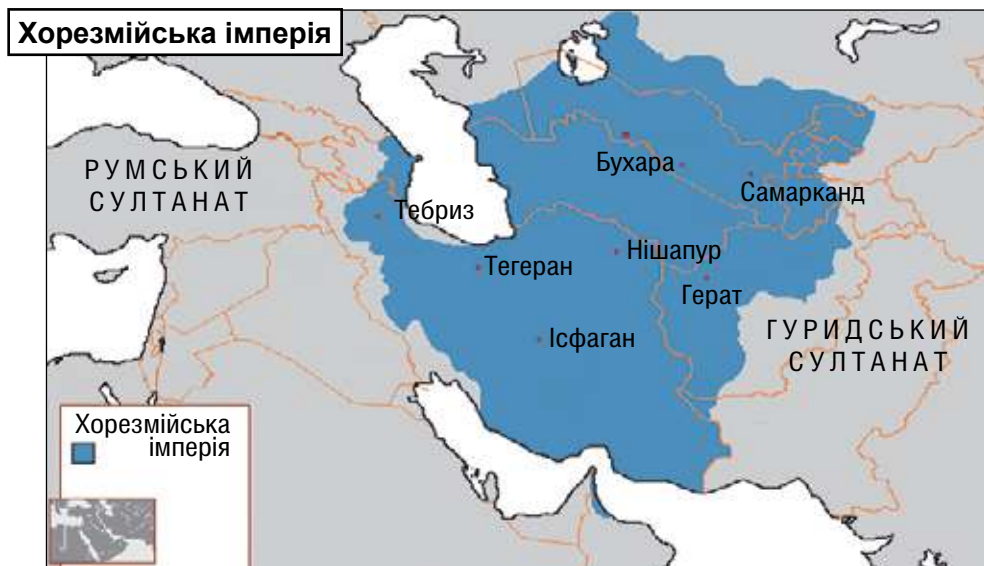 Хорезмійська імперія
РУМСЬКИЙ
СУЛТАНАТ
Бухара
Самарканд
Тебриз
Нішапур
Тегеран
Герат
Ісфаган
ГУРИДСЬКИЙ
СУЛТАНАТ
Хорезмійська
імперія